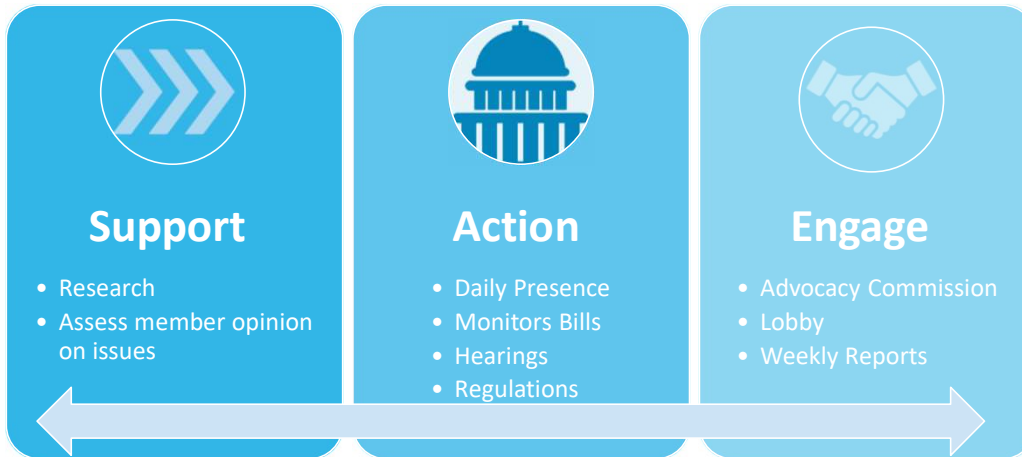 Support
• Research
• Assess member opinion
on issues
Action
• Daily Presence
• Monitors Bills
• Hearings
• Regulations
Engage
• Advocacy Commission
• Lobby
• Weekly Reports